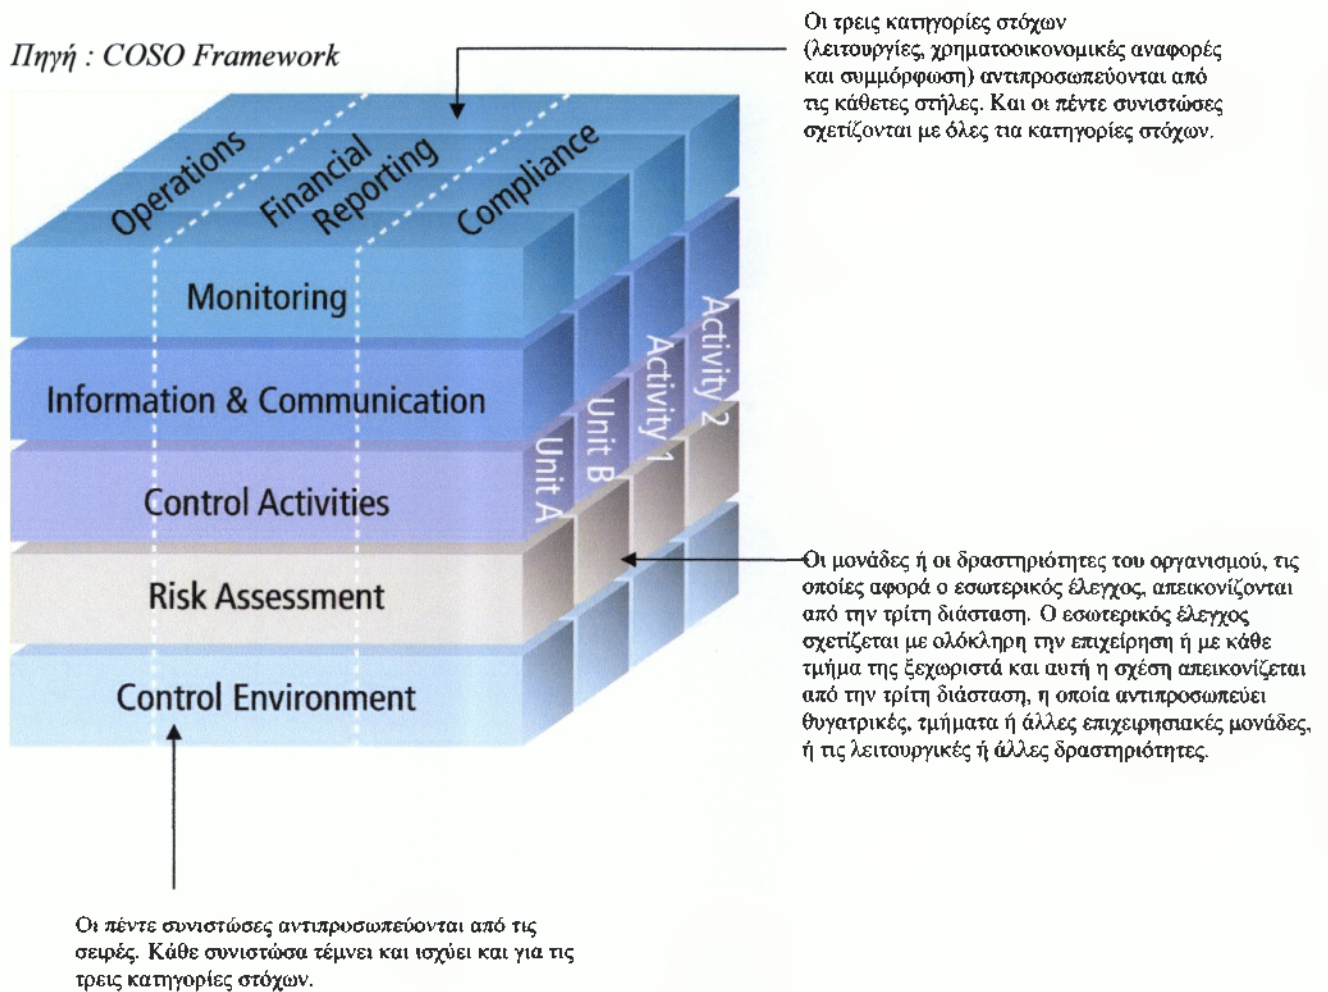 Πηγή : COSO Framework
Οι τρεις κατηγορίες στόχων
(λειτουργίες, χρηματοοικονομικές αναφορές
και συμμόρφωση) αντιπροσωπεύονται από
τις κάθετες στήλες. Και οι πέντε συνιστώσες
σχετίζονται με όλες τια κατηγορίες στόχων.
Operations
Financial
Reporting
Compliance
Monitoring
Information & Communication
Control Activities
Risk Assessment
Control Environment
Unit A
Unit B
Activity 1
Activity 2
Οι μονάδες ή οι δραστηριότητες του οργανισμού, τις
οποίες αφορά ο εσωτερικός έλεγχος, απεικονίζονται
από την τρίτη διάσταση. Ο εσωτερικός έλεγχος
σχετίζεται με ολόκληρη την επιχείρηση ή με κάθε
τμήμα της ξεχωριστά και αυτή η σχέση απεικονίζεται
από την τρίτη διάσταση, η οποία αντιπροσωπεύει
θυγατρικές, τμήματα ή άλλες επιχειρησιακές μονάδες,
ή τις λειτουργικές ή άλλες δραστηριότητες.
Οι πέντε συνιστώσες αντιπροσωπεύονται από τις
σειρές. Κάθε συνιστώσα τέμνει και ισχύει και για τις
τρεις κατηγορίες στόχων.